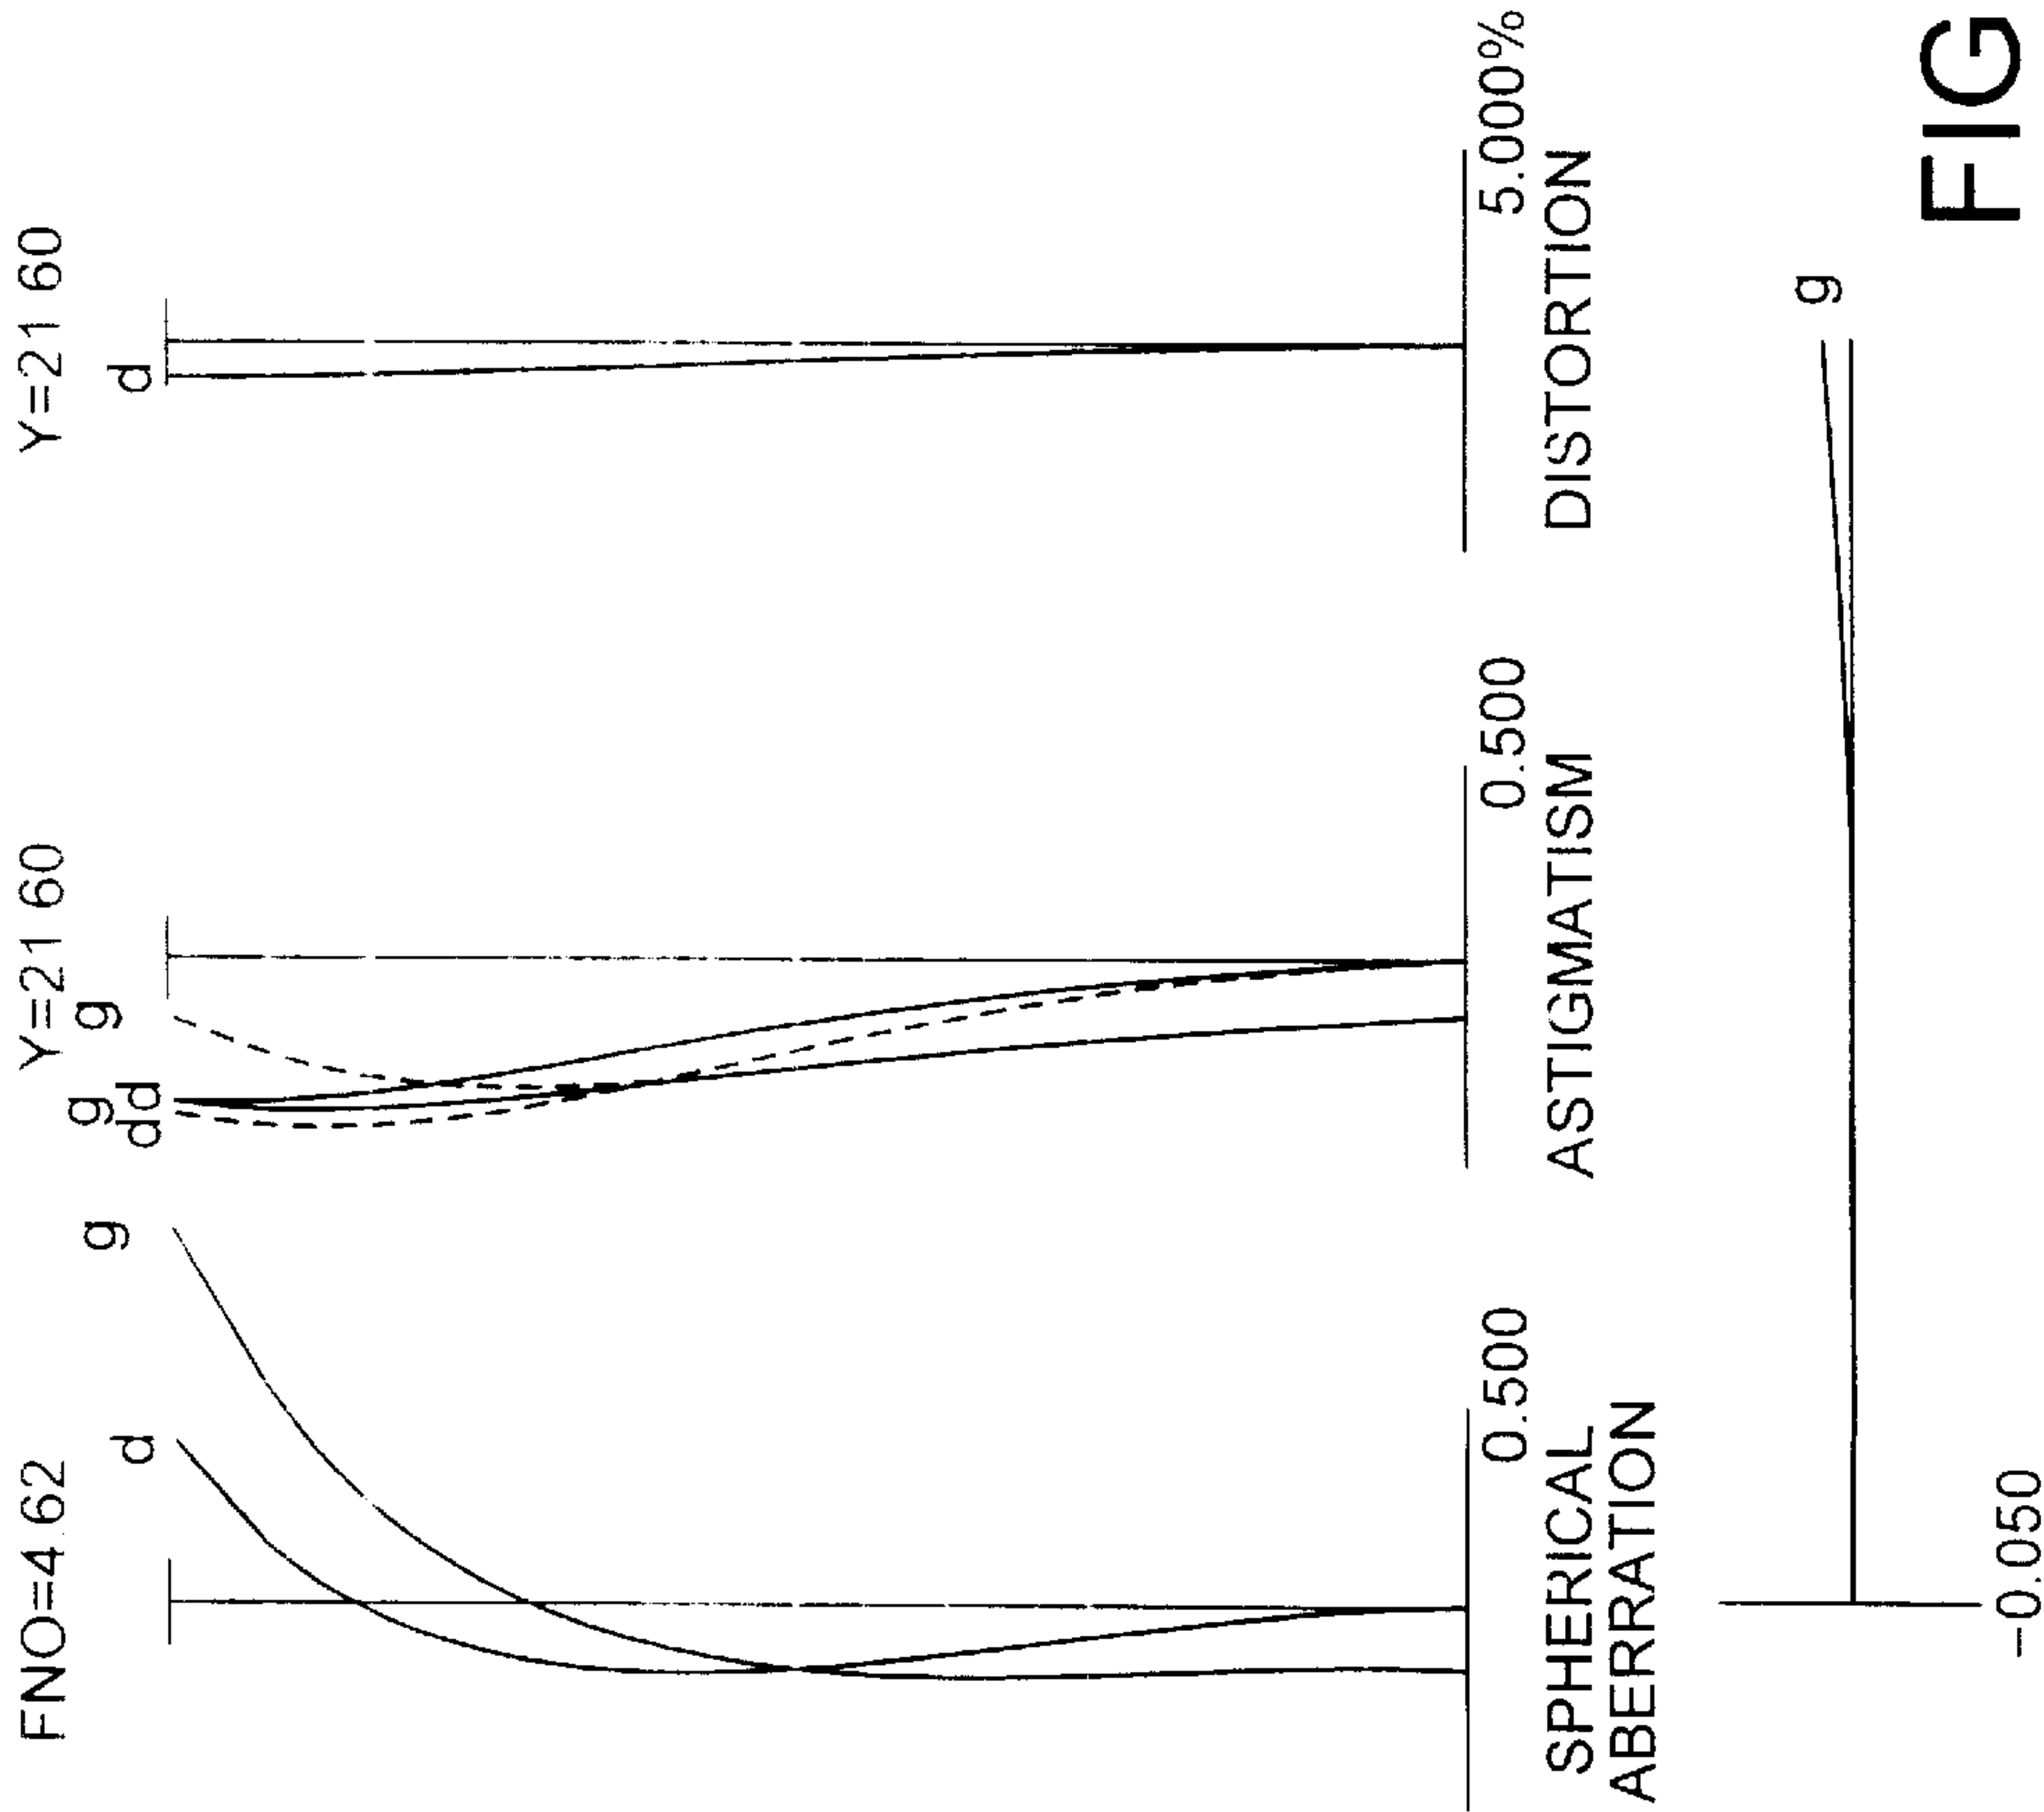 FNO=4.62
Y=21 60
Y=21 60
d
g
g
dd
g
d
0.500
0.500
5.000%
SPHERICAL
ABERRATION
ASTIGMATISM
DISTORTION
g
-0.050
FIG